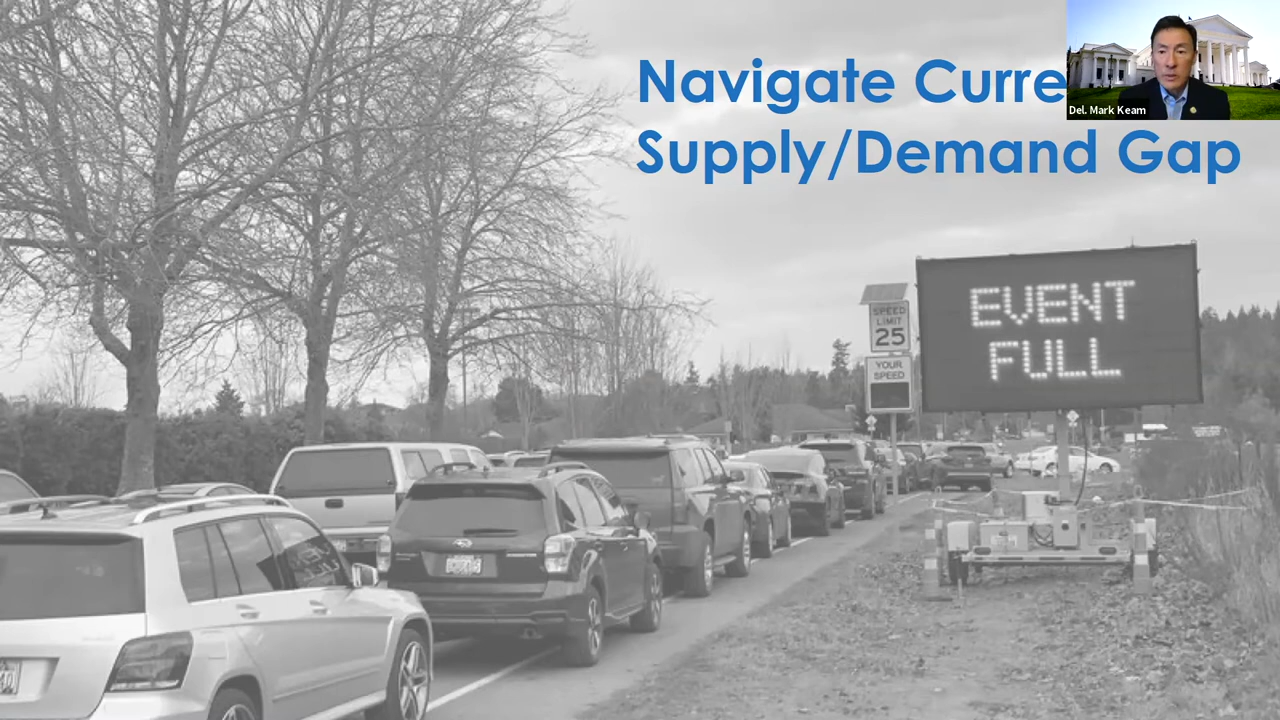 Navigate Curre
Supply/Demand Gap
Del. Mark Keam
EVENT
FULL
SPEED
LIMIT
25
YOUR
SPEED